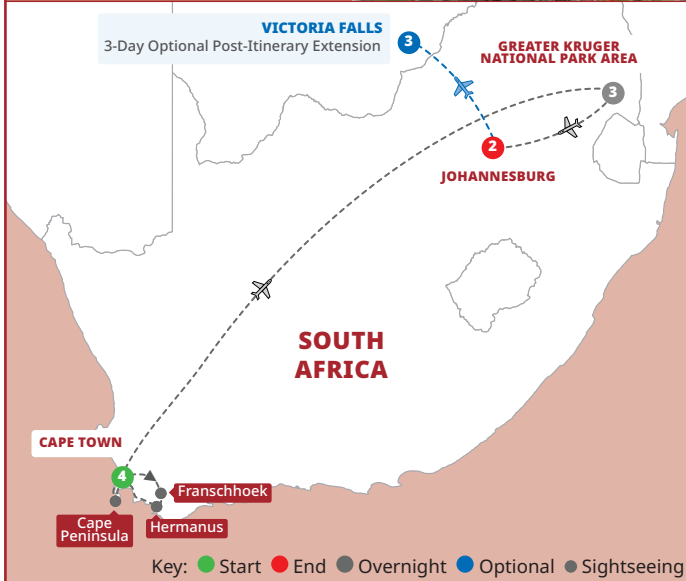 VICTORIA FALLS
3-Day Optional Post-Itinerary Extension
3
GREATER KRUGER
NATIONAL PARK AREA
3
2
JOHANNESBURG
SOUTH
AFRICA
CAPE TOWN
4
Franschhoek
Cape
Peninsula
Hermanus
Key: Start End Overnight Optional Sightseeing